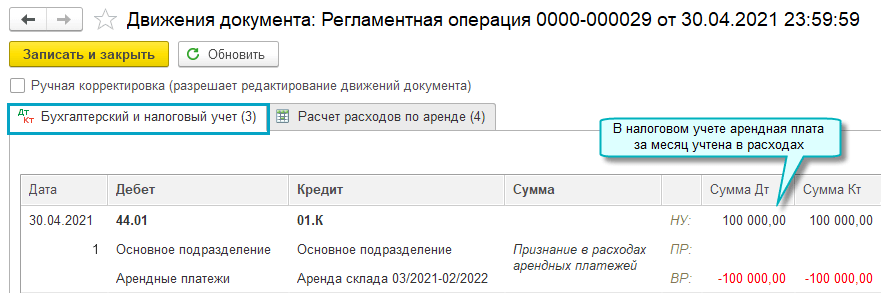 Движения документа: Регламентная операция 0000-000029 от 30.04.2021 23:59:59
Записать и закрыть Обновить
Ручная корректировка (разрешает редактирование движений документа)
Дт Кт Бухгалтерский и налоговый учет (3) Расчет расходов по аренде (4)
В налоговом учете арендная плата
за месяц учтена в расходах
Дата Дебет Кредит Сумма Сумма Дт Сумма Кт
30.04.2021 44.01 01.К НУ: 100 000,00 100 000,00
1 Основное подразделение Основное подразделение Признание в расходах ПР:
арендных платежей
Арендные платежи Аренда склада 03/2021-02/2022 ВР: -100 000,00 -100 000,00